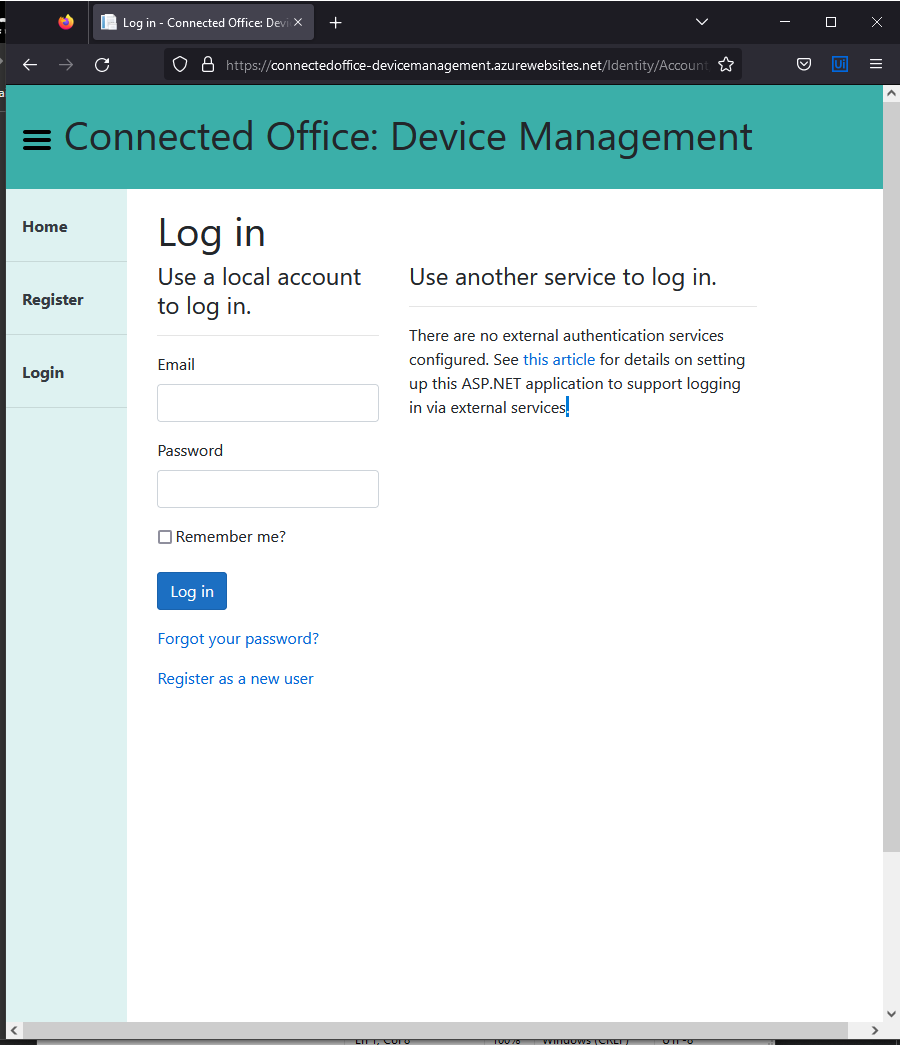 Log in - Connected Office: Devi
https://connectedoffice-devicemanagement.azurewebsites.net/Identity/Account
Connected Office: Device Management
Home
Register
Login
Log in
Use a local account
to log in.
Email
Password
Remember me?
Log in
Forgot your password?
Register as a new user
Use another service to log in.
There are no external authentication services
configured. See this article for details on setting
up this ASP.NET application to support logging
in via external services.